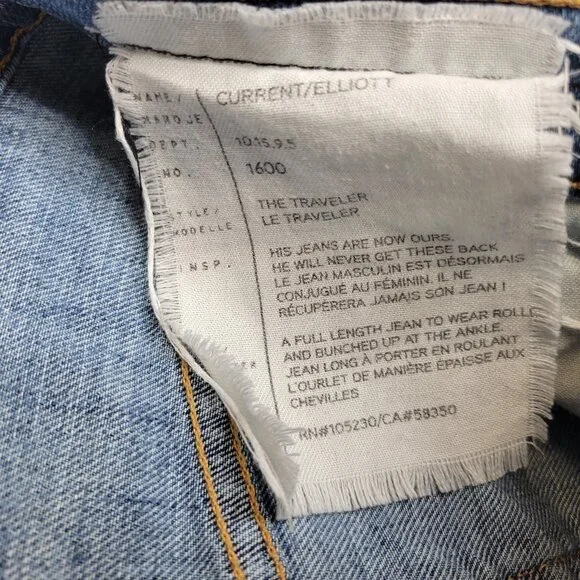 NAME/ CURRENT/ELLIOTT
DEPT. 10.15.9.5
NO. 1600
STYLE/ THE TRAVELER
MODELLE LE TRAVELER
INSP. HIS JEANS ARE NOW OURS.
HE WILL NEVER GET THESE BACK
LE JEAN MASCULIN EST DÉSORMAIS
CONJUGUÉ AU FÉMININ. IL NE
RÉCUPÉRERA JAMAIS SON JEAN !
A FULL LENGTH JEAN TO WEAR ROLLE
AND BUNCHED UP AT THE ANKLE.
JEAN LONG À PORTER EN ROULANT
L'OURLET DE MANIÈRE ÉPAISSE AUX
CHEVILLES
RN#105230/CA#58350